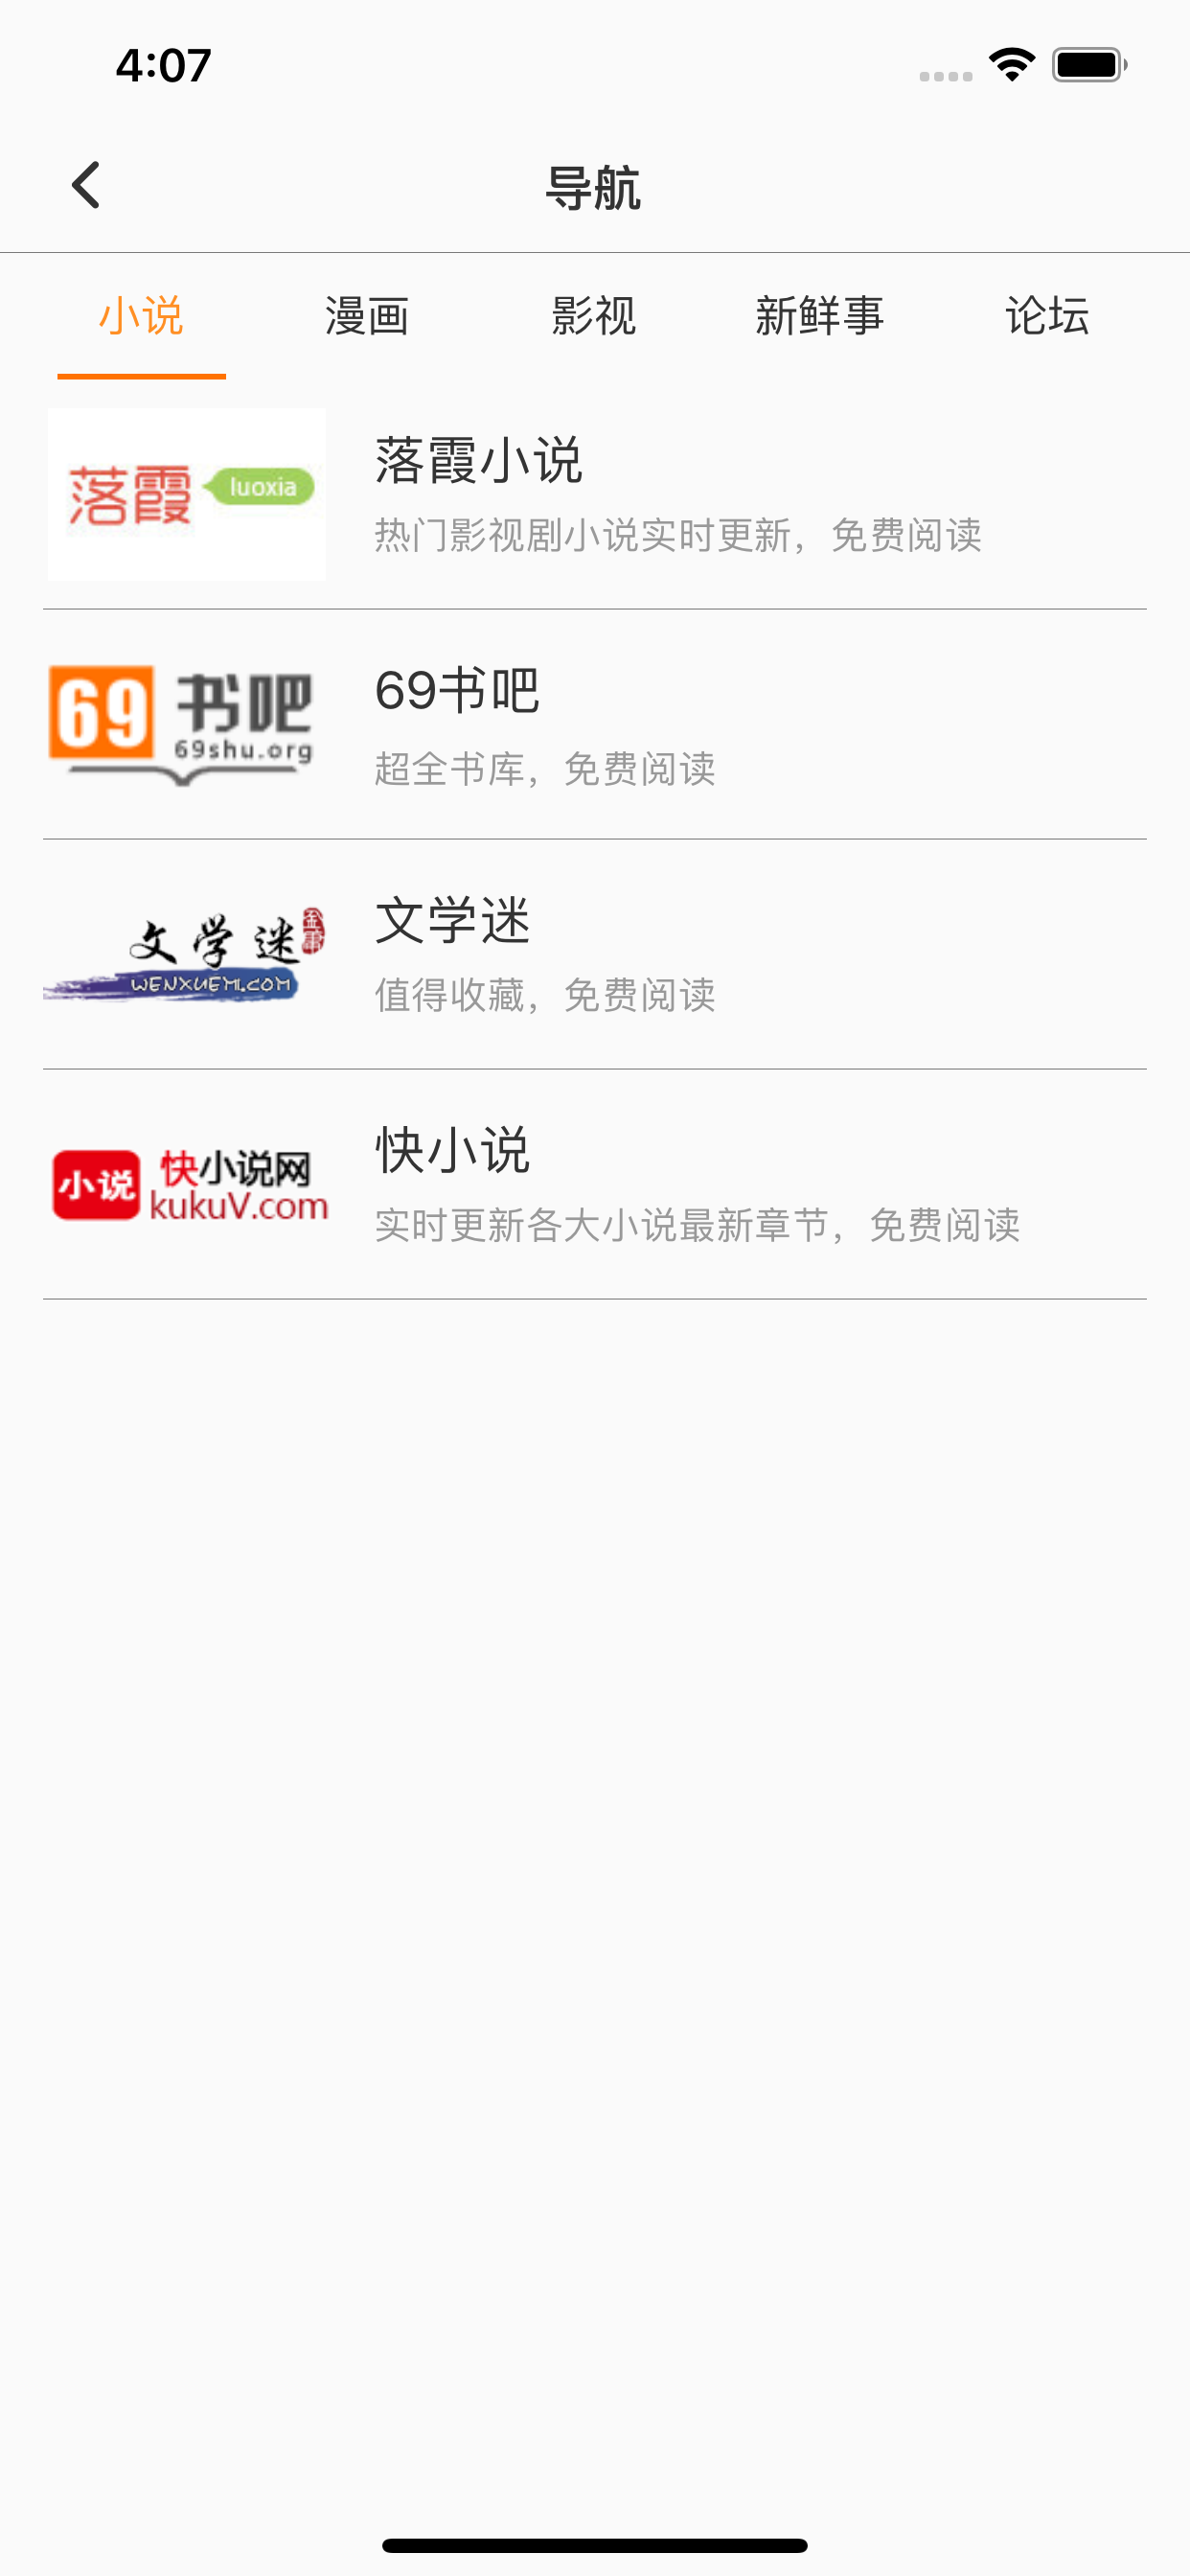 4:07
导航
小说 漫画 影视 新鲜事 论坛
落霞 luoxia
落霞小说
热门影视剧小说实时更新，免费阅读
69 书吧
69shu.org
69书吧
超全书库，免费阅读
文学迷
WENXUEMI.COM
文学迷
值得收藏，免费阅读
小说 快小说网
kukuV.com
快小说
实时更新各大小说最新章节，免费阅读